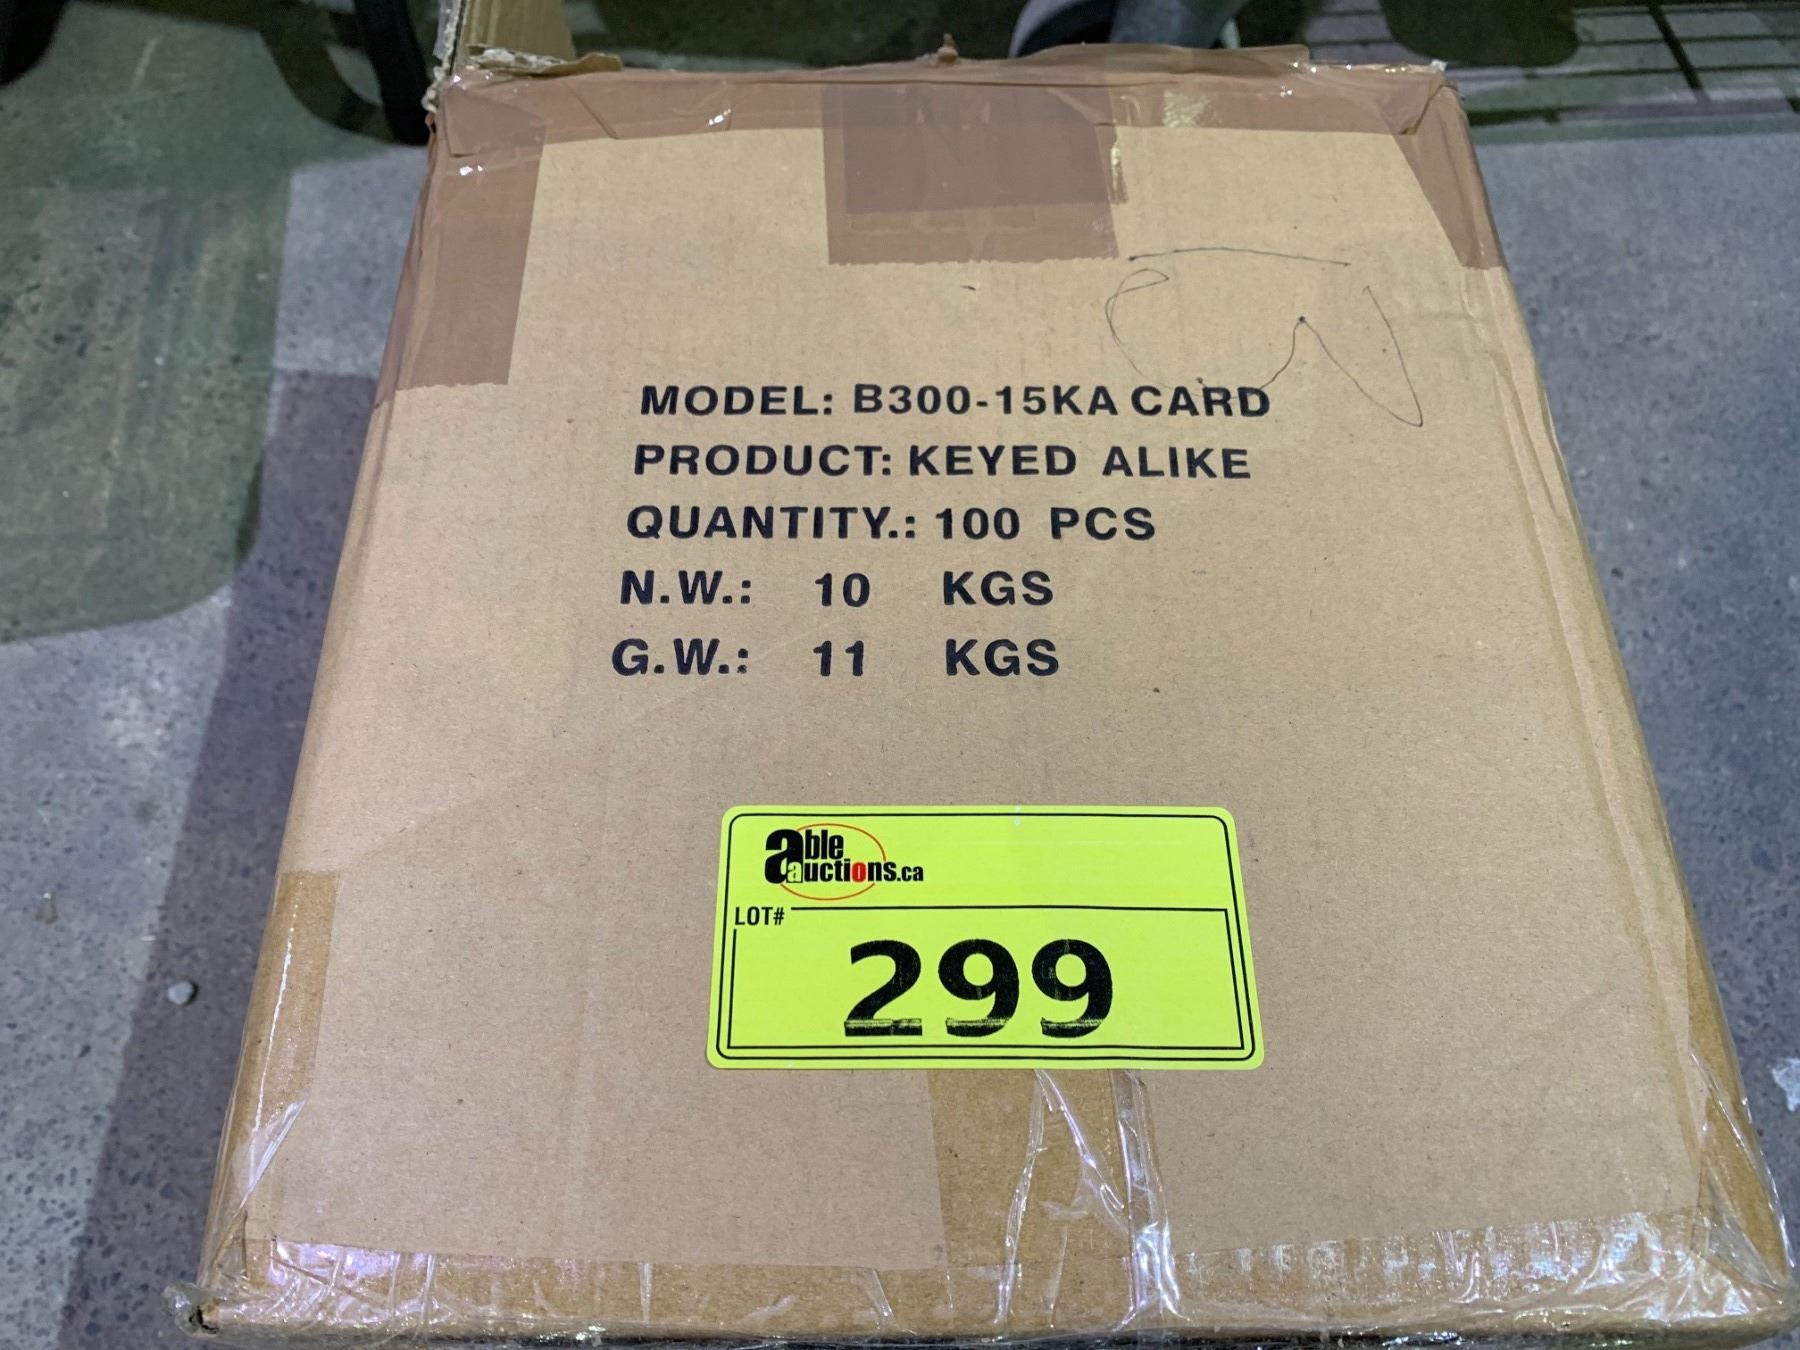 MODEL: B300-15KA CARD
PRODUCT: KEYED ALIKE
QUANTITY.: 100 PCS
N.W.: 10 KGS
G.W.: 11 KGS
able
auctions.ca
LOT#
299